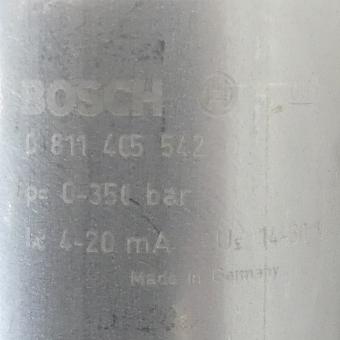 BOSCH
0 811 405 542
p= 0-350 bar
4-20 mA U
Made in Germany